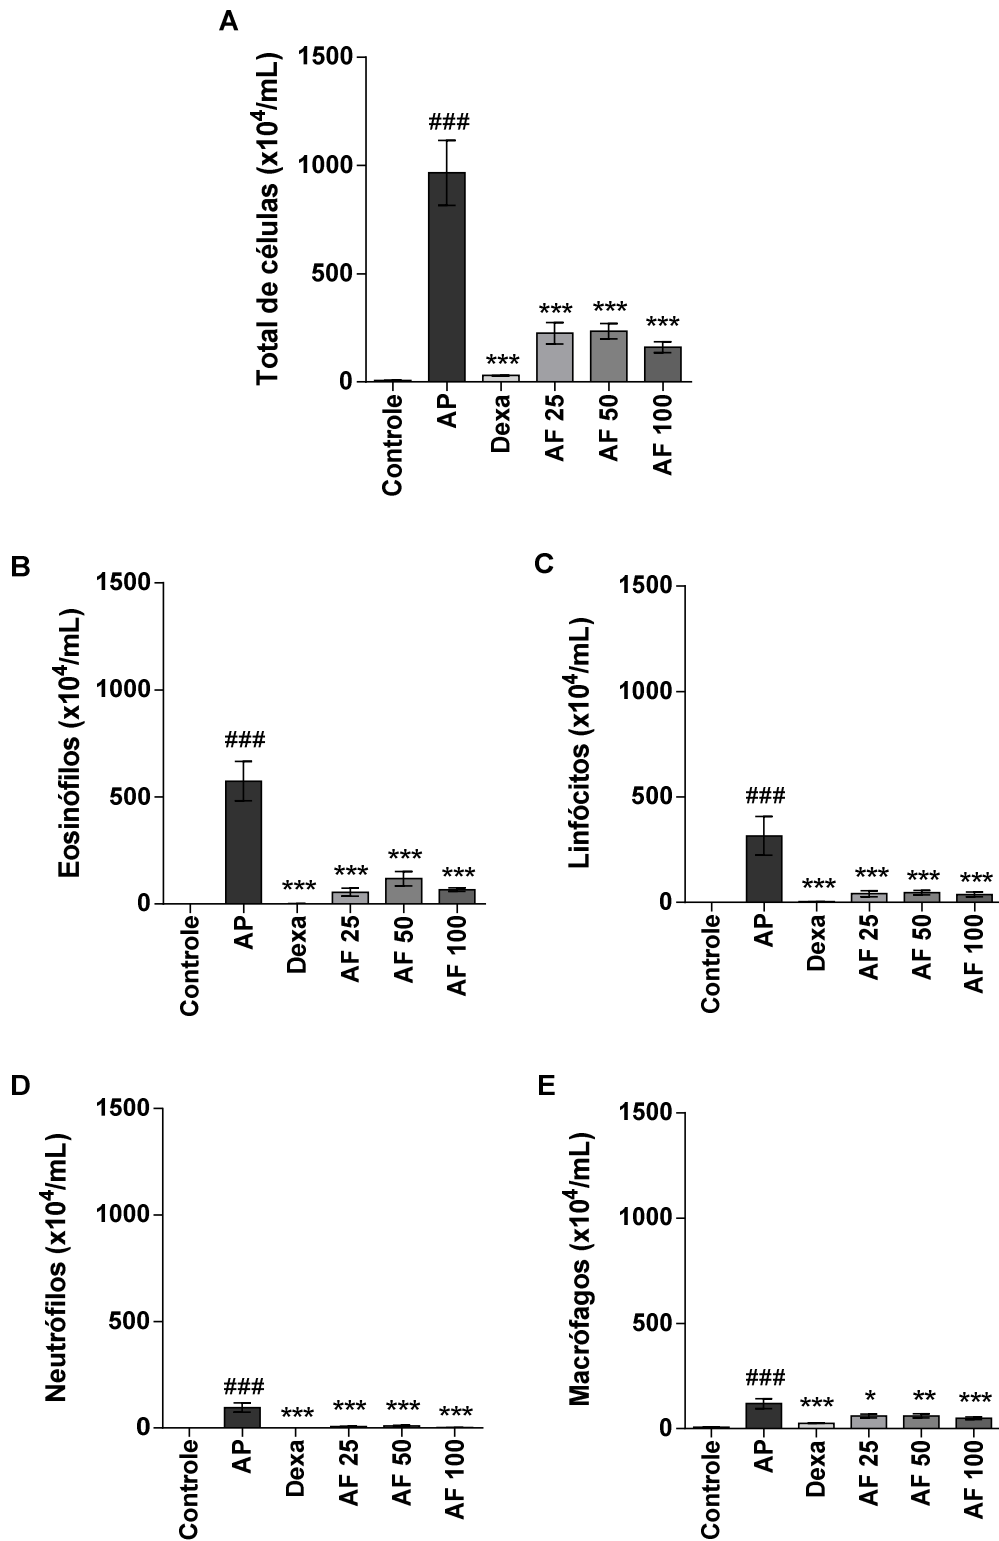 A
Total de células (x10⁴/mL)
1500
1000
500
0
###
***
***
***
***
Controle
AP
Dexa
AF 25
AF 50
AF 100
B
Eosinófilos (x10⁴/mL)
1500
1000
500
0
###
***
***
***
***
Controle
AP
Dexa
AF 25
AF 50
AF 100
C
Linfócitos (x10⁴/mL)
1500
1000
500
0
###
***
***
***
***
Controle
AP
Dexa
AF 25
AF 50
AF 100
D
Neutrófilos (x10⁴/mL)
1500
1000
500
0
###
***
***
***
***
Controle
AP
Dexa
AF 25
AF 50
AF 100
E
Macrófagos (x10⁴/mL)
1500
1000
500
0
###
***
*
**
***
Controle
AP
Dexa
AF 25
AF 50
AF 100